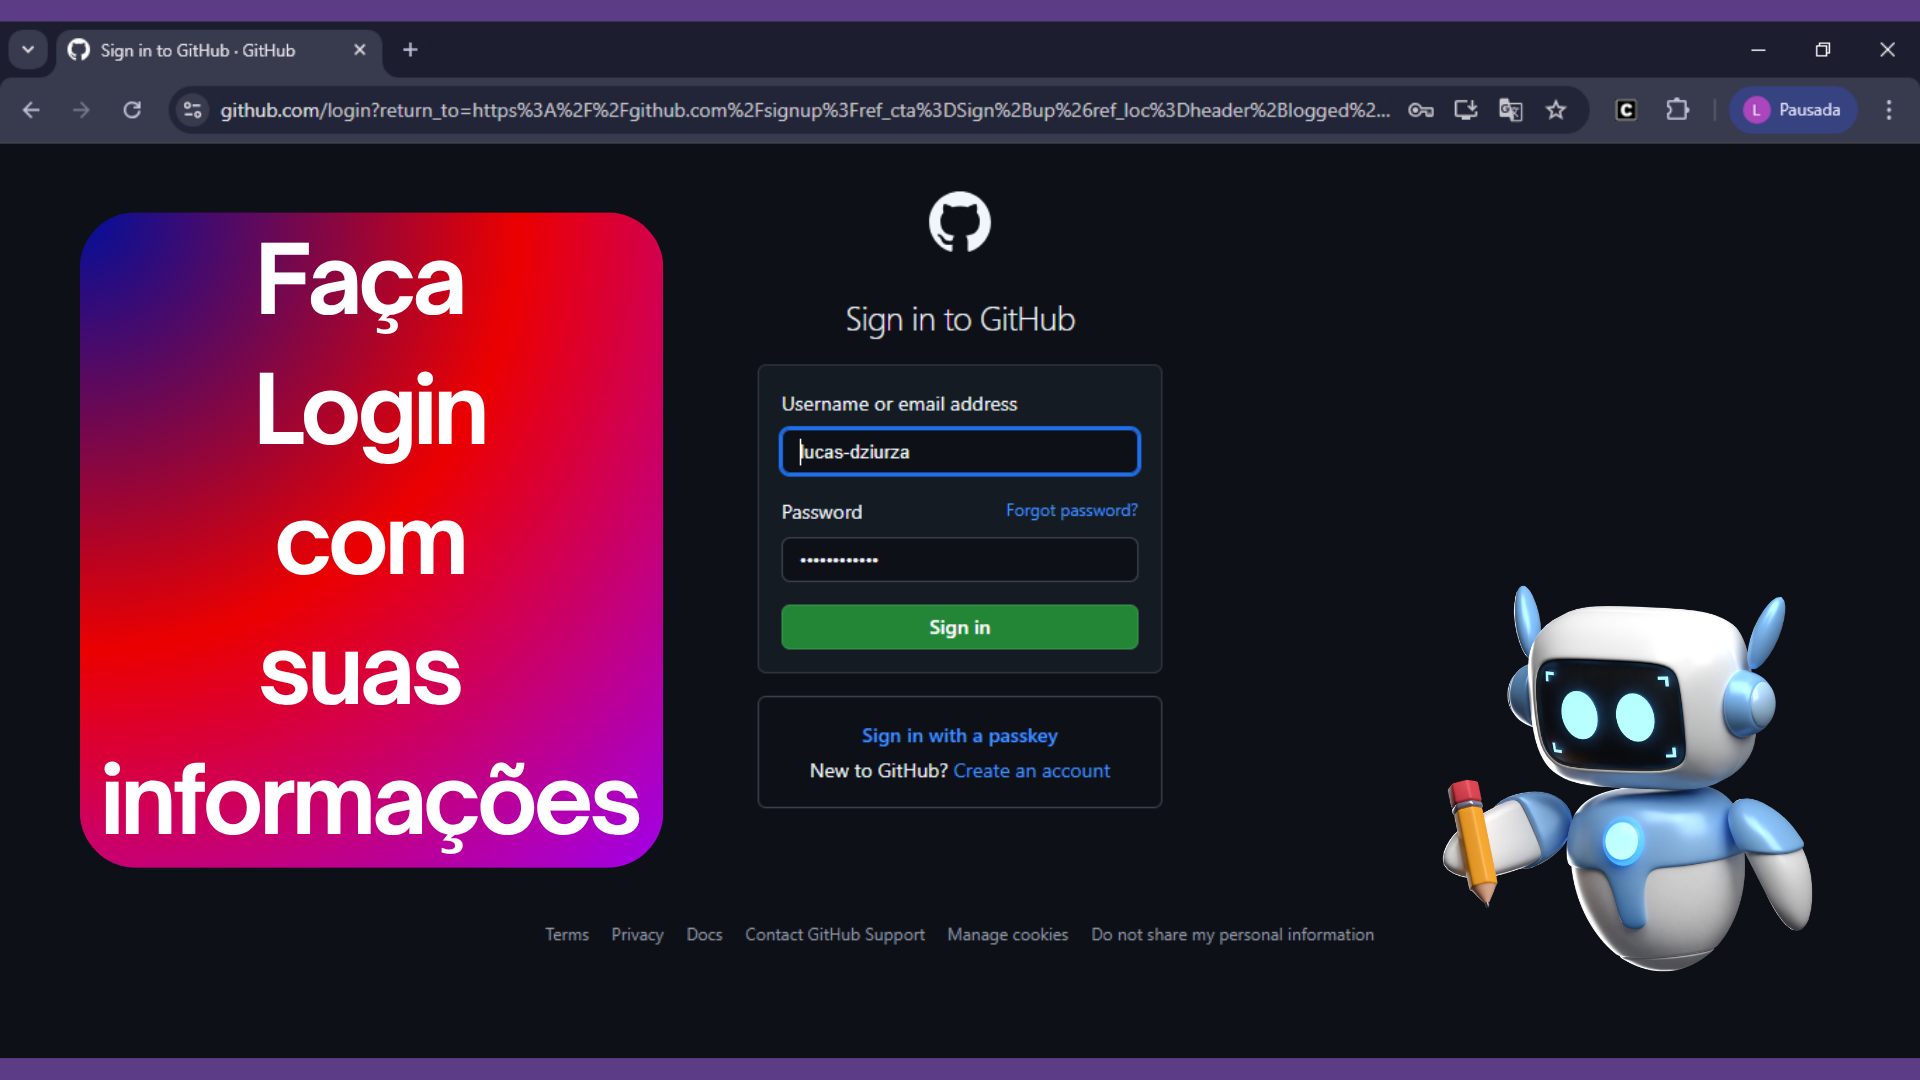 Sign in to GitHub · GitHub
github.com/login?return_to=https%3A%2F%2Fgithub.com%2Fsignup%3Fref_cta%3DSign%2Bup%26ref_loc%3Dheader%2Blogged%2...
L Pausada
Faça
Login
com
suas
informações
Sign in to GitHub
Username or email address
lucas-dziurza
Password Forgot password?
••••••••••••
Sign in
Sign in with a passkey
New to GitHub? Create an account
Terms Privacy Docs Contact GitHub Support Manage cookies Do not share my personal information